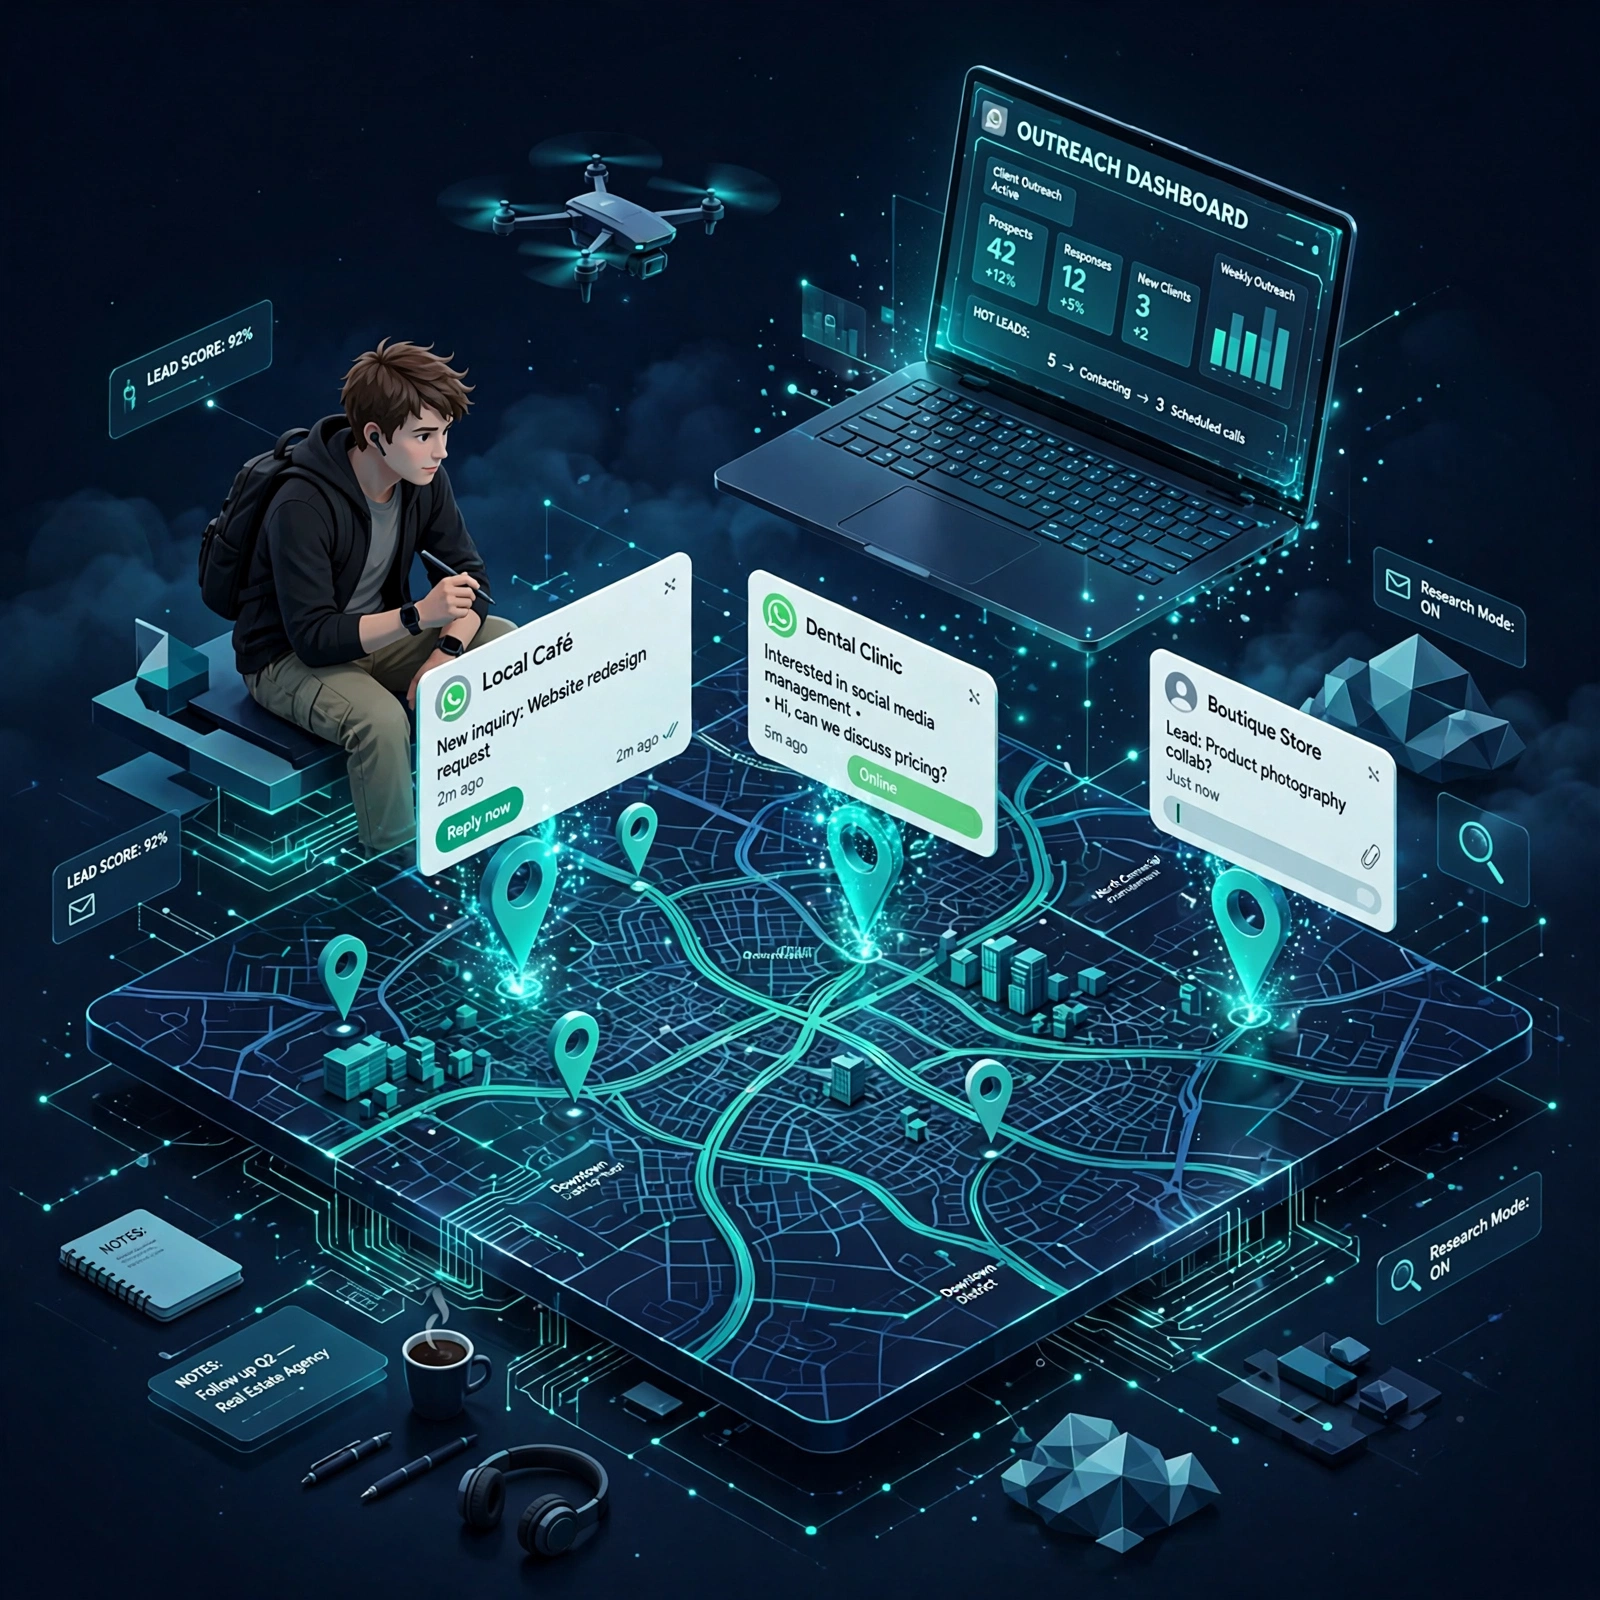 OUTREACH DASHBOARD
Client Outreach
Active
Prospects
42
+12%
Responses
12
+5%
New Clients
3
+2
Weekly Outreach
HOT LEADS:
5 → Contacting → 3 Scheduled calls
LEAD SCORE: 92%
Research Mode:
ON
Local Café
New inquiry: Website redesign
request
2m ago
2m ago
Reply now
Dental Clinic
Interested in social media
management •
• Hi, can we discuss pricing?
5m ago
Online
Boutique Store
Lead: Product photography
collab?
Just now
LEAD SCORE: 92%
North
Downtown
Downtown
District
Research Mode:
ON
NOTES:
NOTES:
Follow up Q2 —
Real Estate Agency